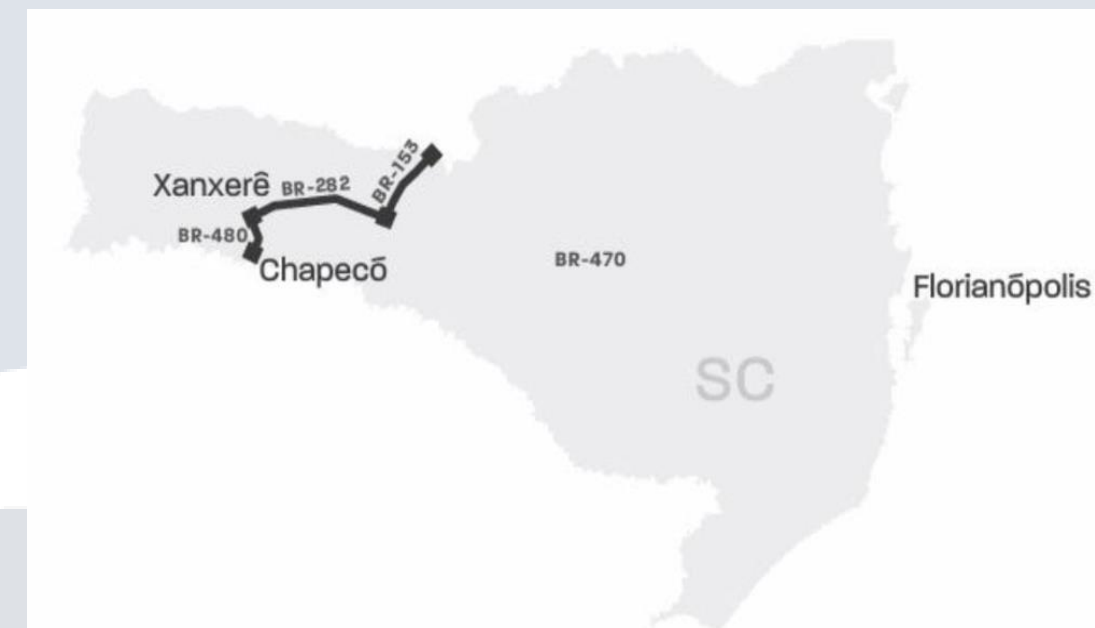 BR-153
Xanxerê
BR-282
BR-480
Chapecó
BR-470
Florianópolis
SC